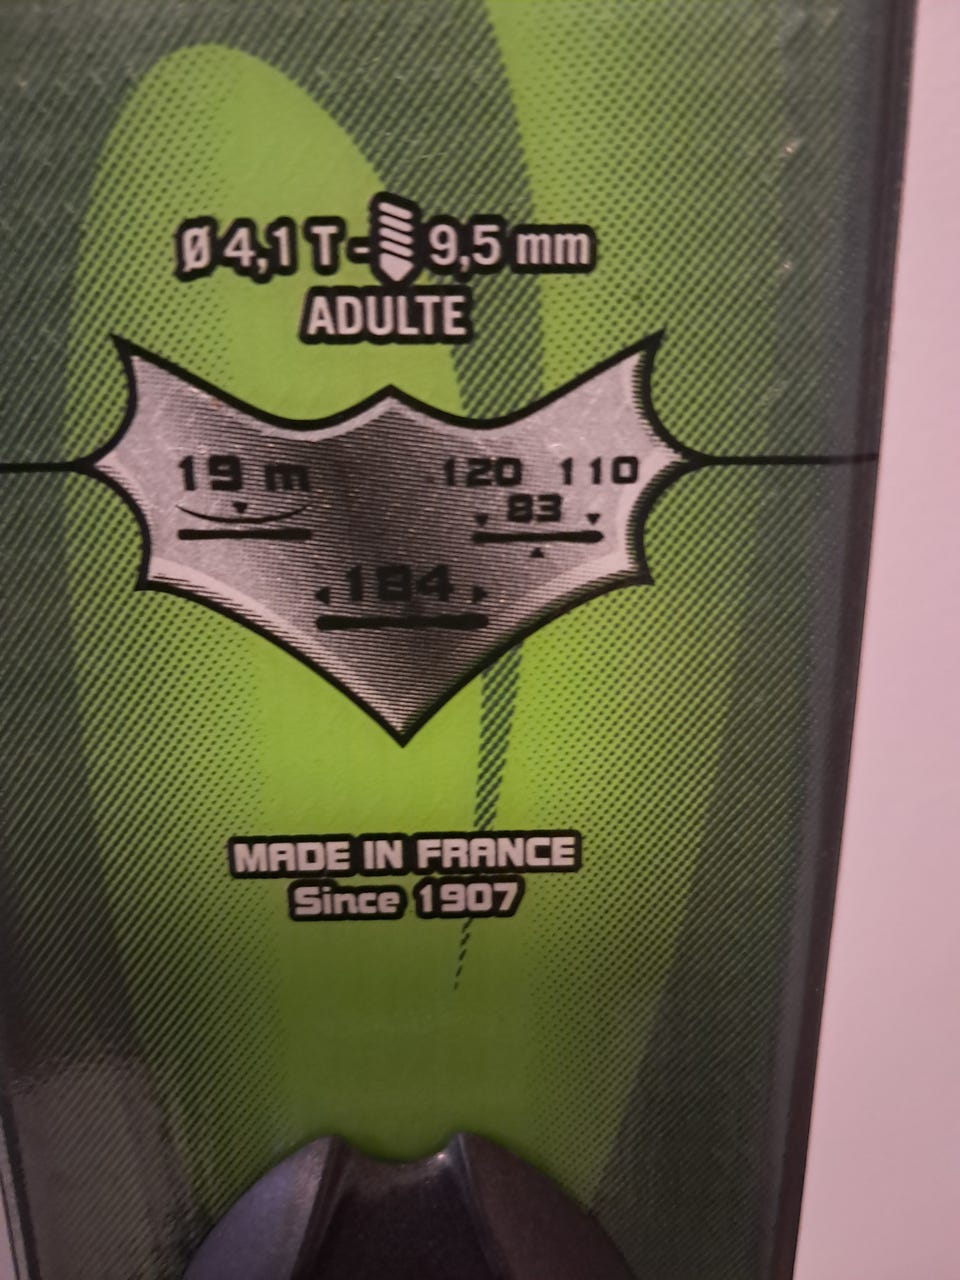 Ø 4,1 T - 9,5 mm
ADULTE
19 m
120 110
83
184
MADE IN FRANCE
Since 1907